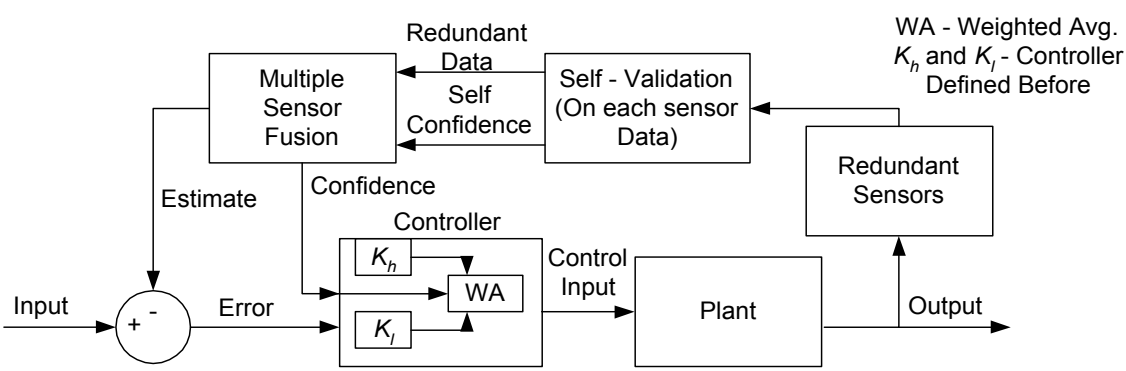 WA - Weighted Avg.
Kh and Kl - Controller
Defined Before
Redundant
Data
Self
Confidence
Multiple
Sensor
Fusion
Self - Validation
(On each sensor
Data)
Redundant
Sensors
Estimate
Confidence
Controller
Kh
WA
Kl
Control
Input
Plant
Input
+
-
Error
Output